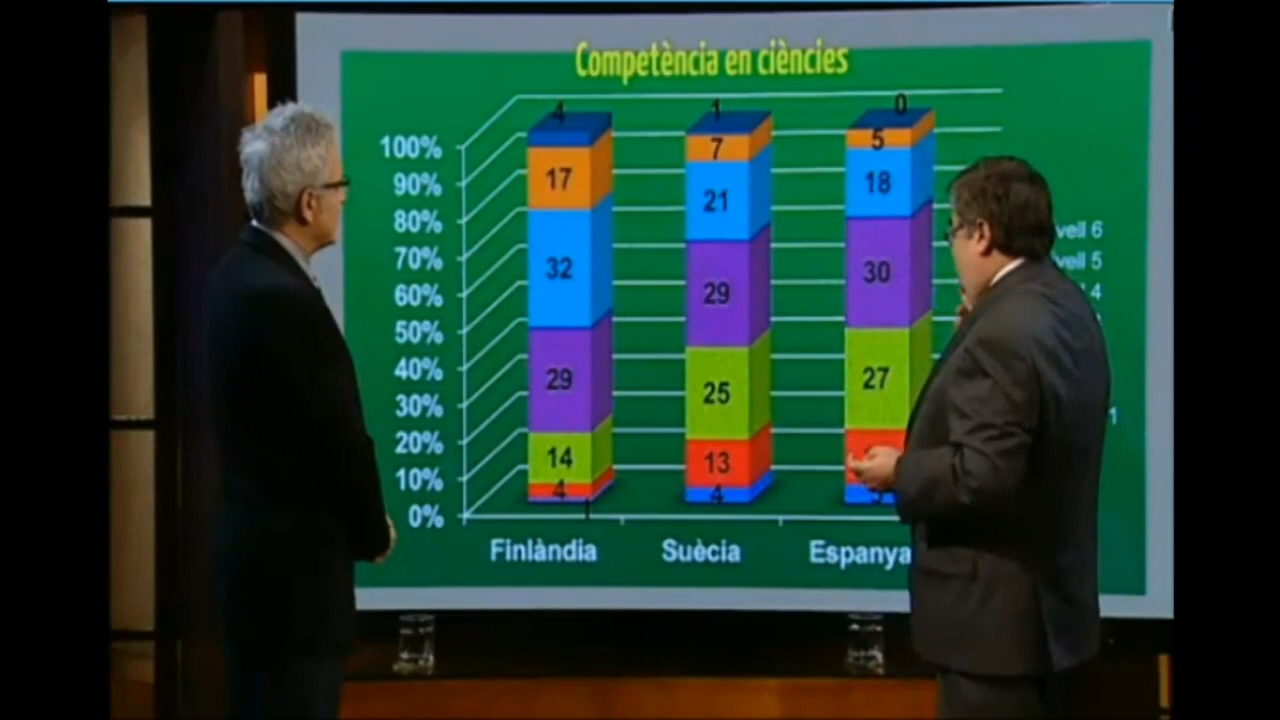 Competència en ciències
4 1 0
100%
90%
80%
70%
60%
50%
40%
30%
20%
10%
0%
17 7 5
32 21 18
29 29 30
14 25 27
4 13
1 4
vell 6
vell 5
4
1
Finlàndia Suècia Espanya